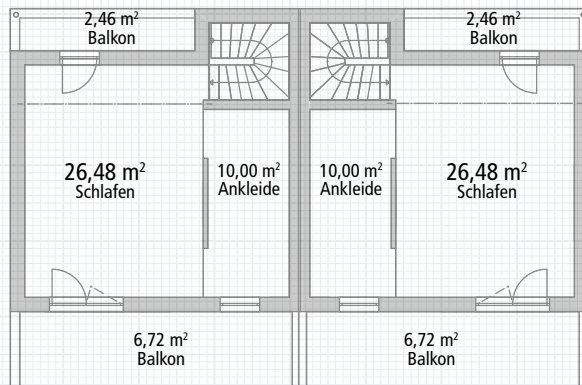 2,46 m²
Balkon
2,46 m²
Balkon
26,48 m²
Schlafen
10,00 m²
Ankleide
10,00 m²
Ankleide
26,48 m²
Schlafen
6,72 m²
Balkon
6,72 m²
Balkon